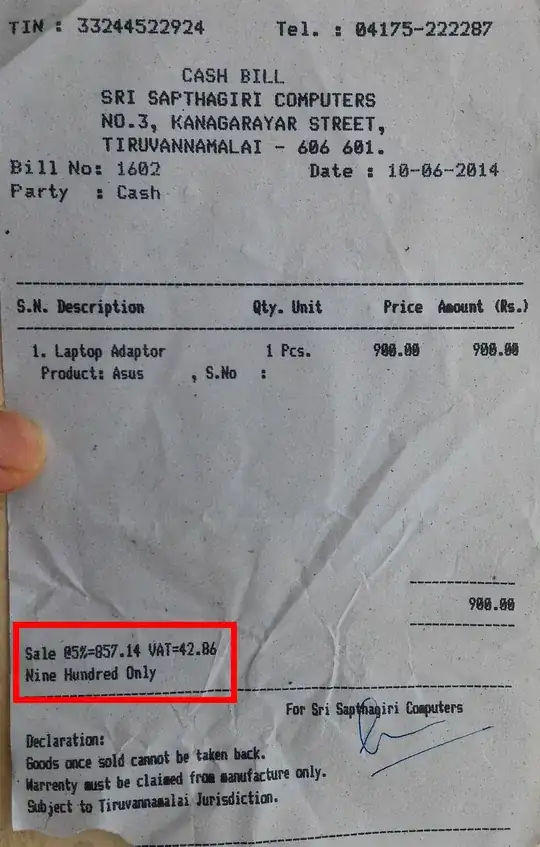 TIN : 33244522924 Tel. : 04175-222287
CASH BILL
SRI SAPTHAGIRI COMPUTERS
NO.3, KANAGARAYAR STREET,
TIRUVANNAMALAI - 606 601.
Bill No: 1602 Date : 10-06-2014
Party : Cash
S.N. Description Qty. Unit Price Amount (Rs.)
1. Laptop Adaptor 1 Pcs. 900.00 900.00
Product: Asus , S.No :
900.00
Sale @5%=857.14 VAT=42.86
Nine Hundred Only
For Sri Sapthagiri Computers
Declaration:
Goods once sold cannot be taken back.
Warrenty must be claimed from manufacture only.
Subject to Tiruvannamalai Jurisdiction.